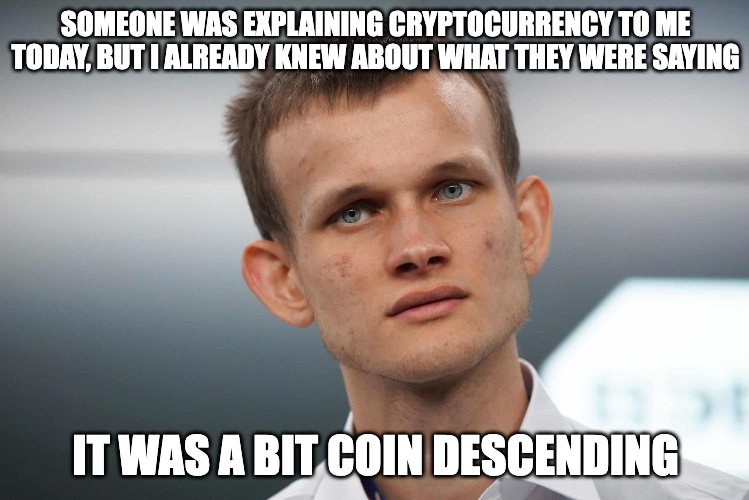 SOMEONE WAS EXPLAINING CRYPTOCURRENCY TO ME
TODAY, BUT I ALREADY KNEW ABOUT WHAT THEY WERE SAYING
IT WAS A BIT COIN DESCENDING